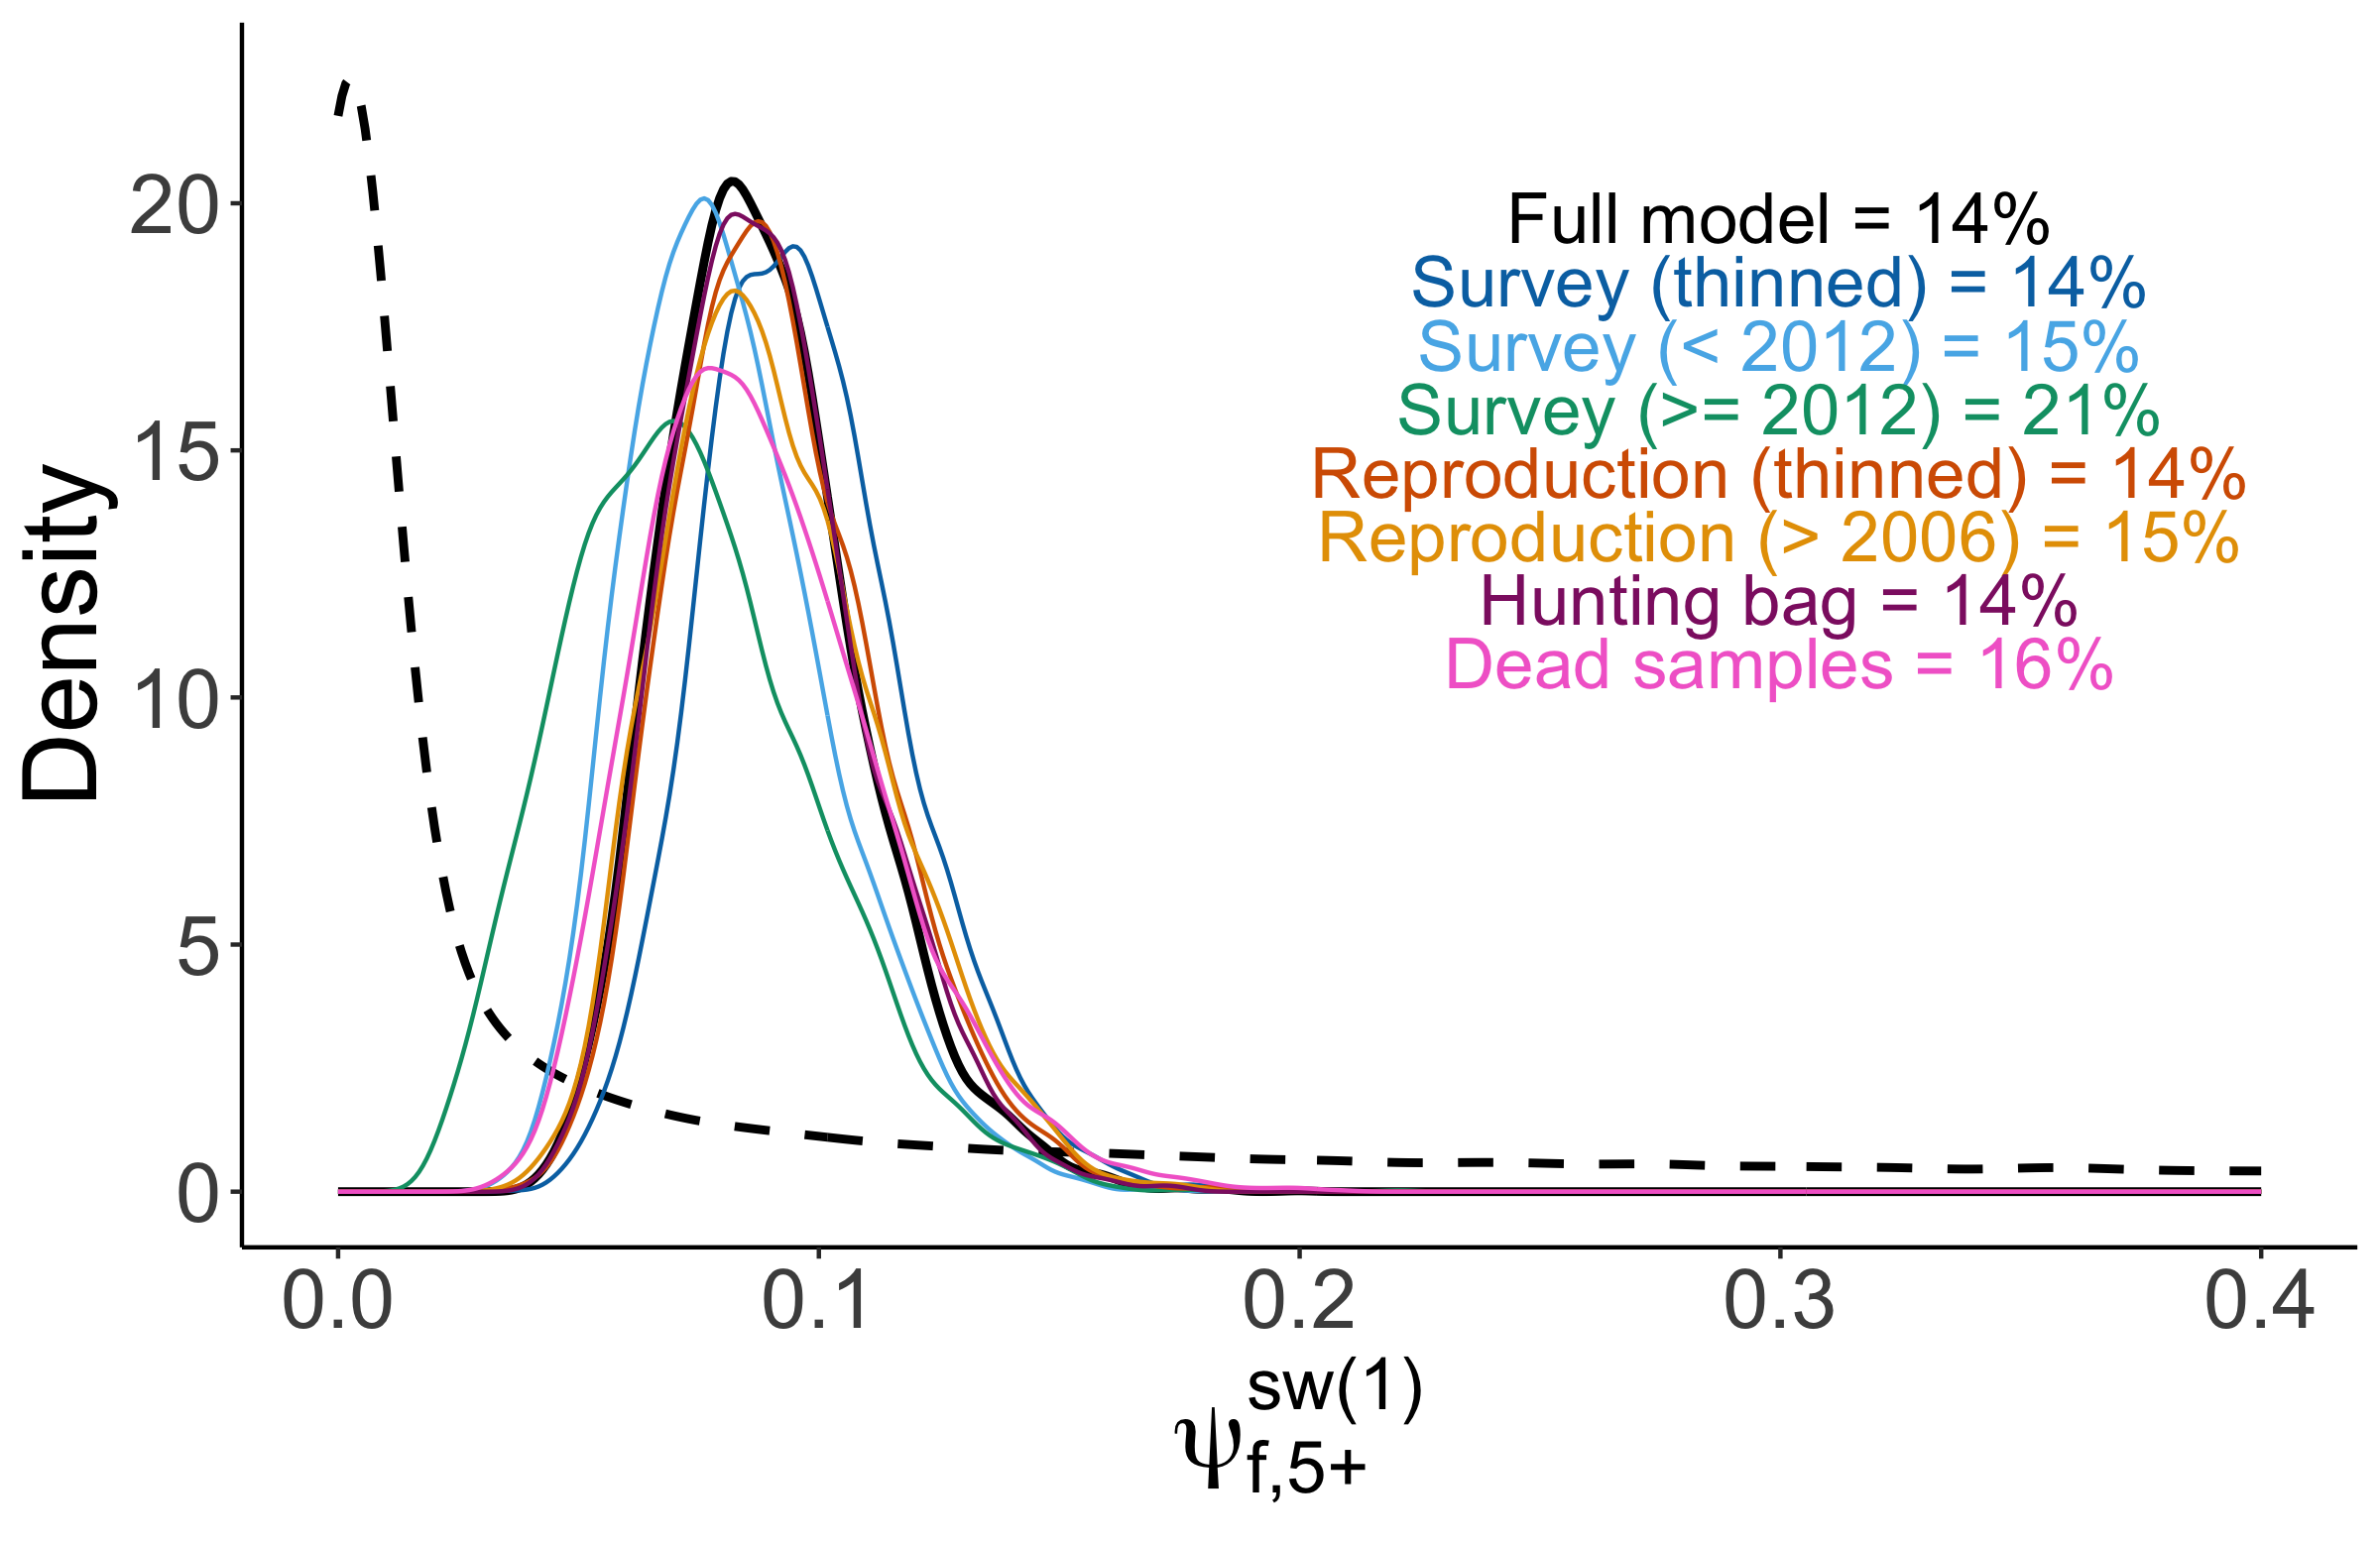 Density
20
15
10
5
0
Full model = 14%
Survey (thinned) = 14%
Survey (< 2012) = 15%
Survey (>= 2012) = 21%
Reproduction (thinned) = 14%
Reproduction (> 2006) = 15%
Hunting bag = 14%
Dead samples = 16%
0.0 0.1 0.2 0.3 0.4
ψ sw(1) f,5+